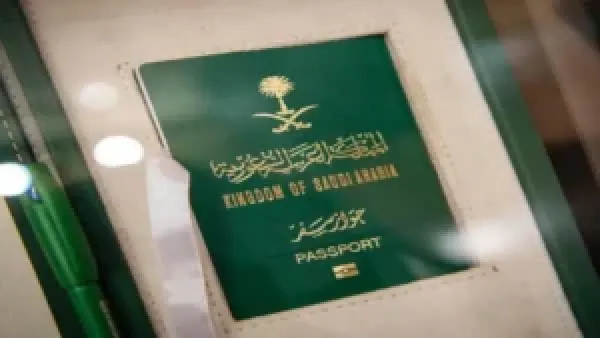 المملكة العربية السعودية
KINGDOM OF SAUDI ARABIA
جواز سفر
PASSPORT